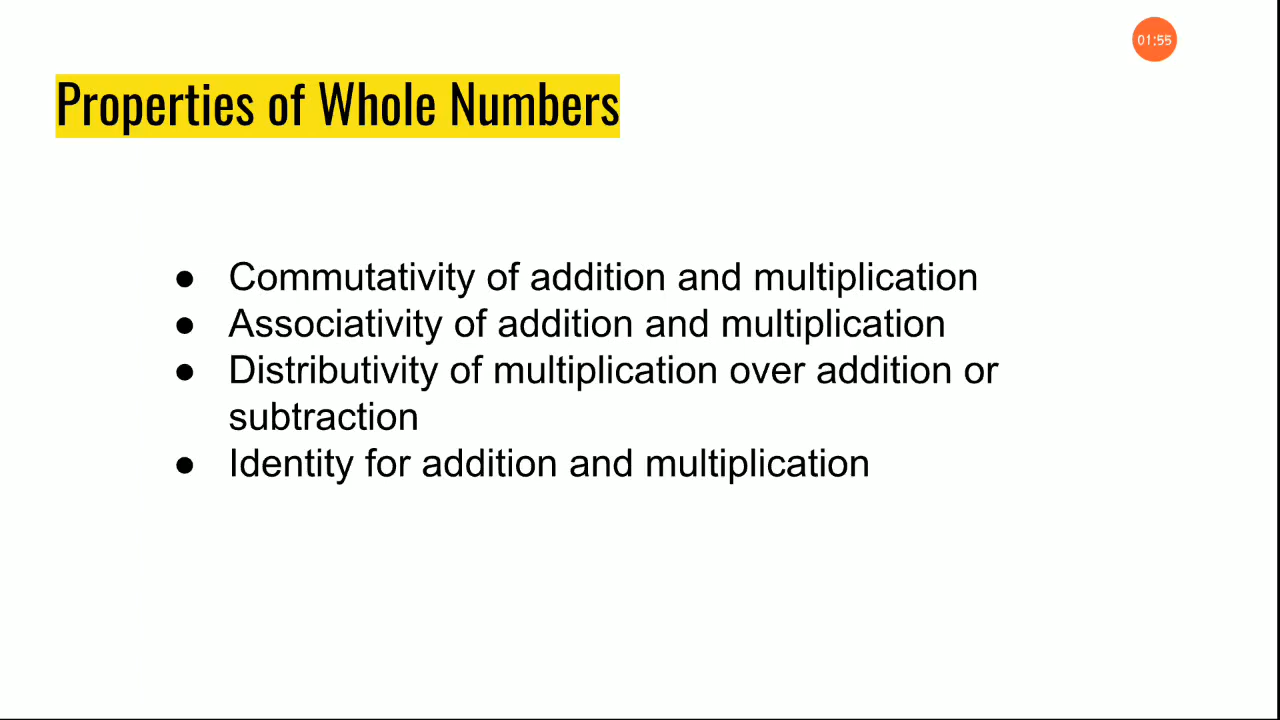 01:55
Properties of Whole Numbers
● Commutativity of addition and multiplication
● Associativity of addition and multiplication
● Distributivity of multiplication over addition or
subtraction
● Identity for addition and multiplication